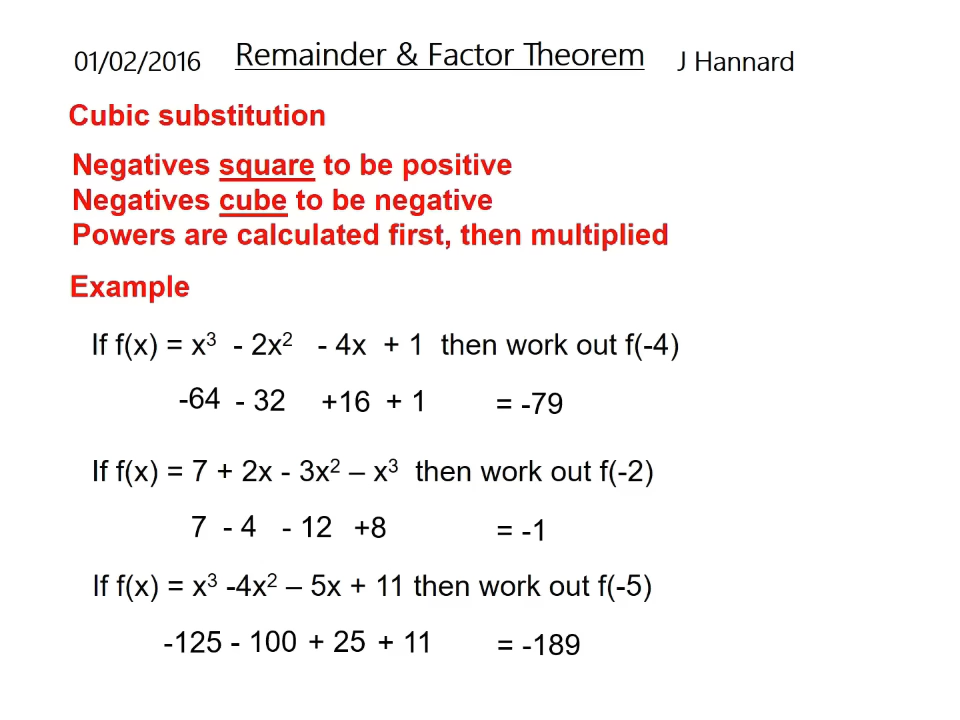 01/02/2016 Remainder & Factor Theorem J Hannard
Cubic substitution
Negatives square to be positive
Negatives cube to be negative
Powers are calculated first, then multiplied
Example
If f(x) = x³ - 2x² - 4x + 1 then work out f(-4)
-64 - 32 +16 + 1 = -79
If f(x) = 7 + 2x - 3x² – x³ then work out f(-2)
7 - 4 - 12 +8 = -1
If f(x) = x³ -4x² – 5x + 11 then work out f(-5)
-125 - 100 + 25 + 11 = -189